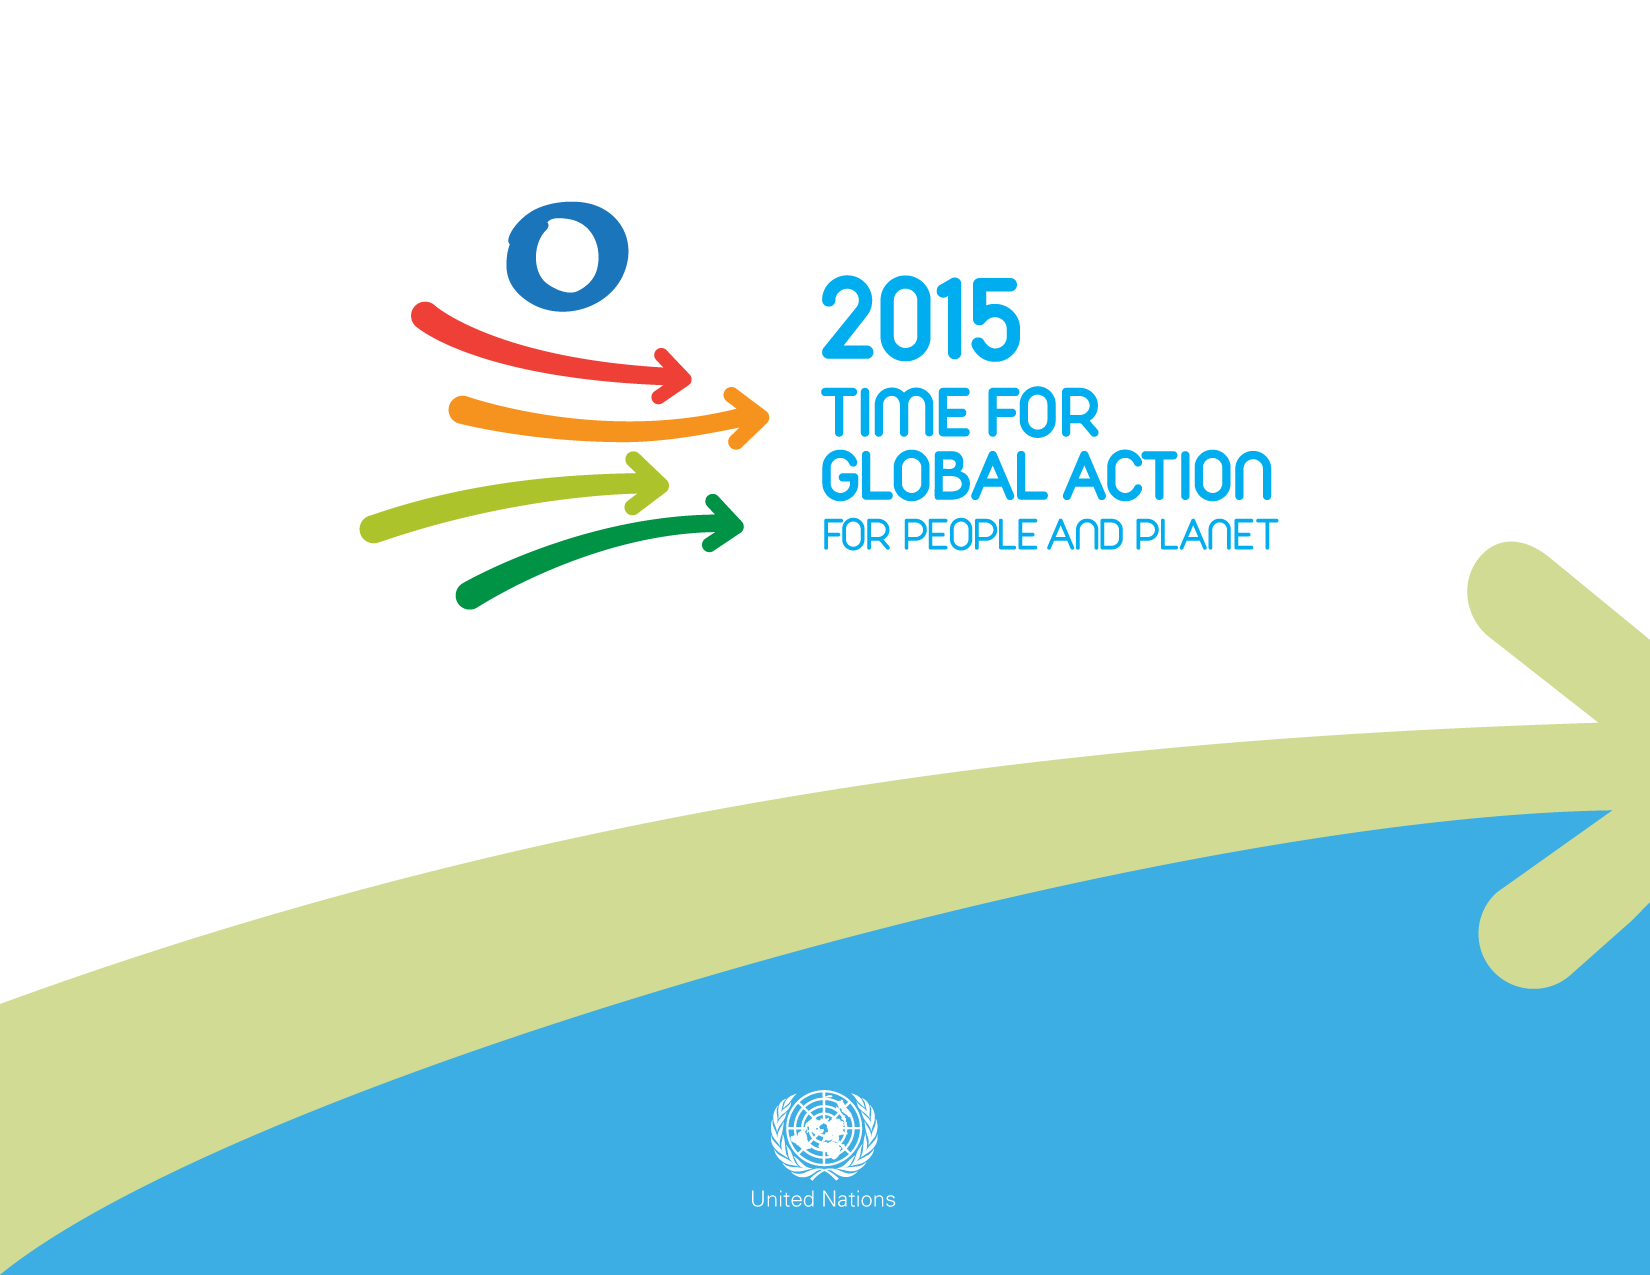 2015
TIME FOR
GLOBAL ACTION
FOR PEOPLE AND PLANET
United Nations